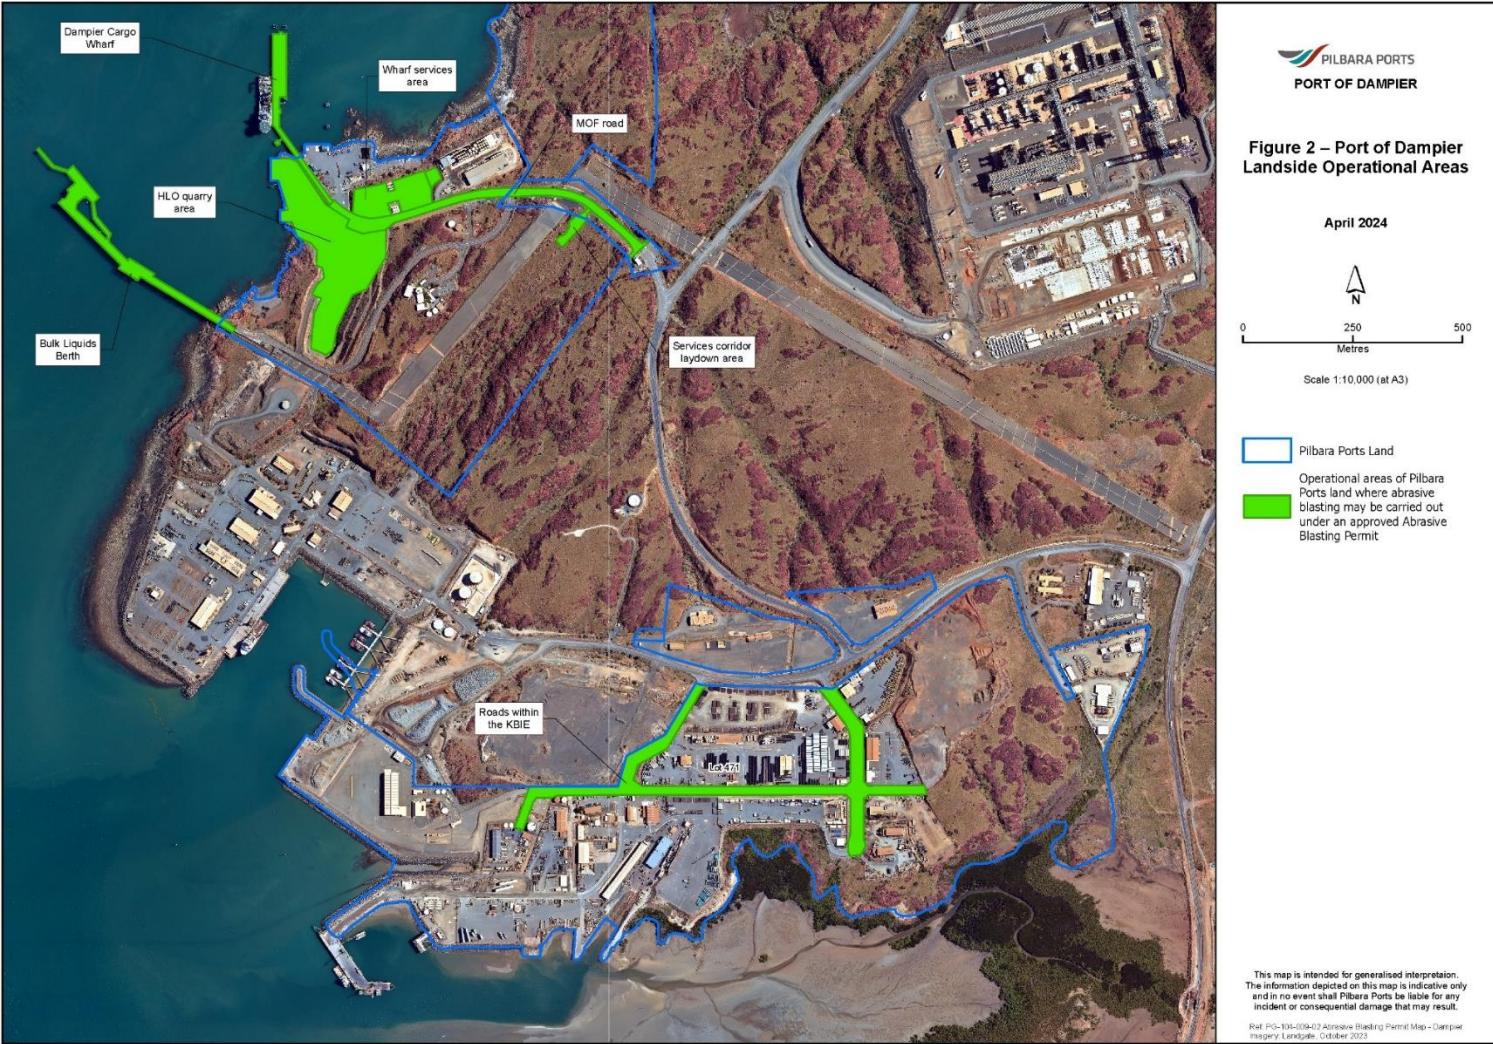 Dampier Cargo
Wharf
Wharf services
area
MOF road
HLO quarry
area
Bulk Liquids
Berth
Services corridor
laydown area
Roads within
the KBIE
Lot 471
PILBARA PORTS
PORT OF DAMPIER
Figure 2 – Port of Dampier
Landside Operational Areas
April 2024
N
0 250 500
Metres
Scale 1:10,000 (at A3)
Pilbara Ports Land
Operational areas of Pilbara
Ports land where abrasive
blasting may be carried out
under an approved Abrasive
Blasting Permit
This map is intended for generalised interpretaion.
The information depicted on this map is indicative only
and in no event shall Pilbara Ports be liable for any
incident or consequential damage that may result.
Ref: PG-104-009-02 Abrasive Blasting Permit Map - Dampier
Imagery: Landgate, October 2023